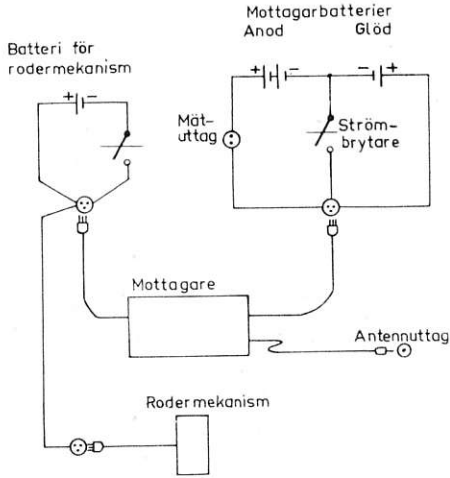 Mottagarbatterier
Anod Glöd
Batteri för
rodermekanism
+ − + − − +
Mät-
uttag
Ström-
brytare
Mottagare
Antennuttag
Rodermekanism